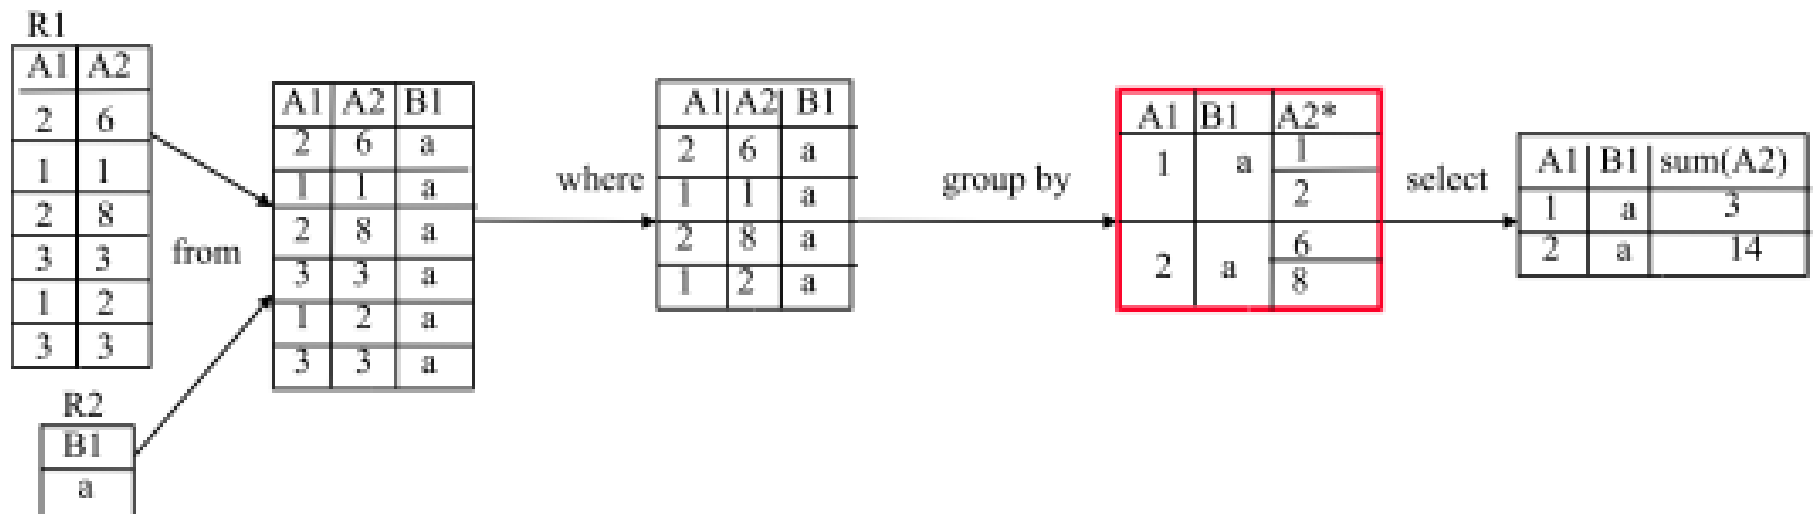 R1
A1 A2
2 6
1 1
2 8
3 3
1 2
3 3
R2
B1
a
from
A1 A2 B1
2 6 a
1 1 a
2 8 a
3 3 a
1 2 a
3 3 a
where
A1 A2 B1
2 6 a
1 1 a
2 8 a
1 2 a
group by
A1 B1 A2*
1 a 1
2
2 a 6
8
select
A1 B1 sum(A2)
1 a 3
2 a 14